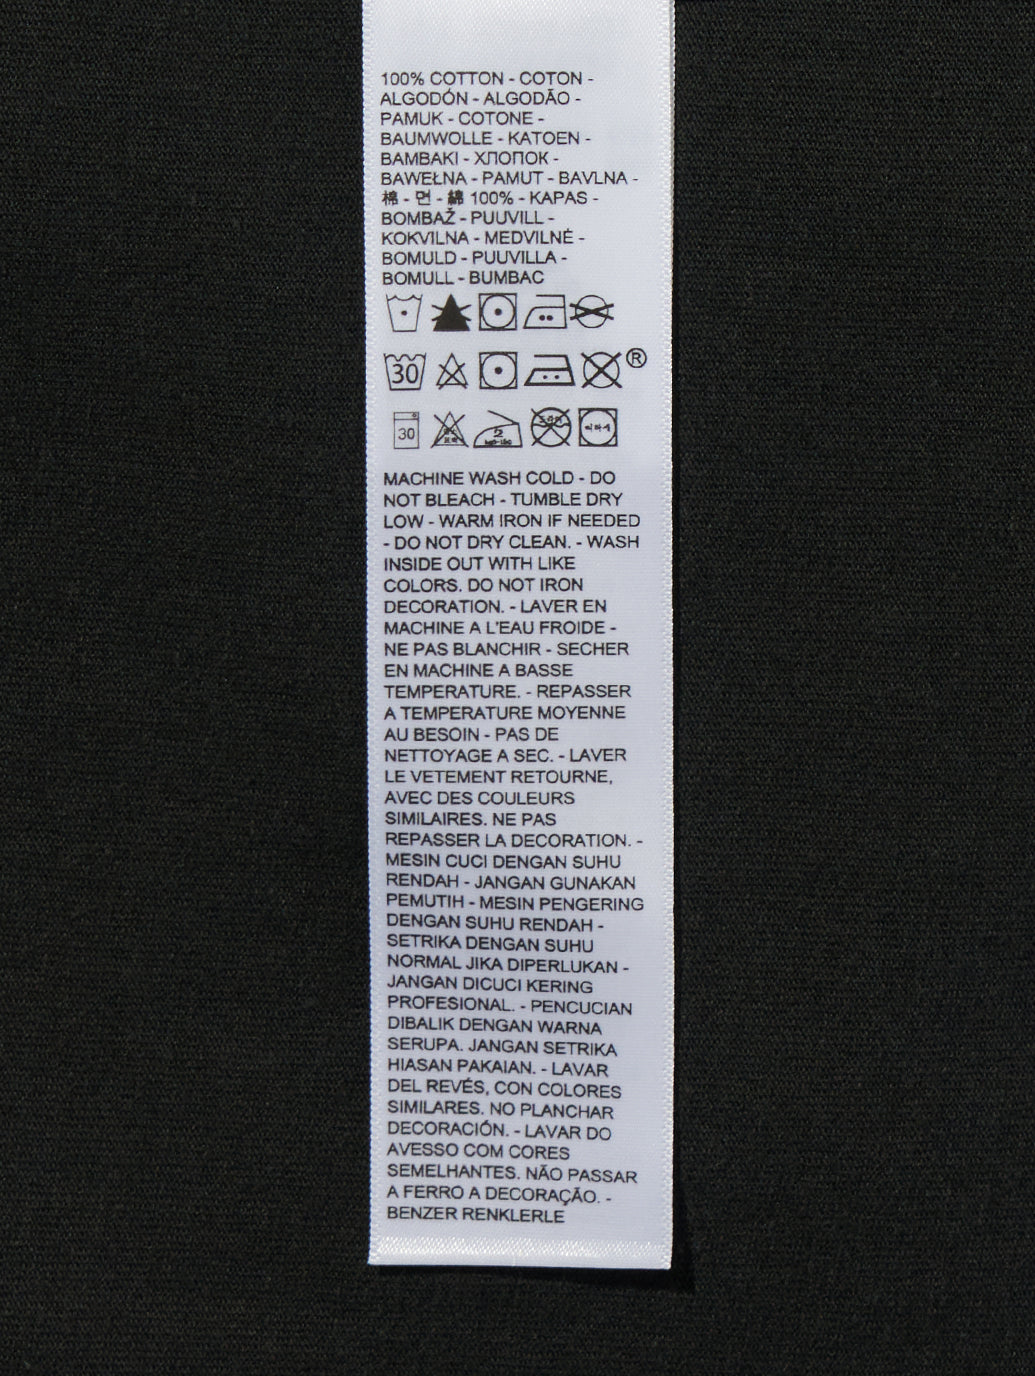 100% COTTON - COTON -
ALGODÓN - ALGODÃO -
PAMUK - COTONE -
BAUMWOLLE - KATOEN -
BAMBAKI - ХЛОПОК -
BAWEŁNA - PAMUT - BAVLNA -
棉 - 면 - 綿 100% - KAPAS -
BOMBAŽ - PUUVILL -
KOKVILNA - MEDVILNĖ -
BOMULD - PUUVILLA -
BOMULL - BUMBAC
30 ®
30 2
MACHINE WASH COLD - DO
NOT BLEACH - TUMBLE DRY
LOW - WARM IRON IF NEEDED
- DO NOT DRY CLEAN. - WASH
INSIDE OUT WITH LIKE
COLORS. DO NOT IRON
DECORATION. - LAVER EN
MACHINE A L'EAU FROIDE -
NE PAS BLANCHIR - SECHER
EN MACHINE A BASSE
TEMPERATURE. - REPASSER
A TEMPERATURE MOYENNE
AU BESOIN - PAS DE
NETTOYAGE A SEC. - LAVER
LE VETEMENT RETOURNE,
AVEC DES COULEURS
SIMILAIRES. NE PAS
REPASSER LA DECORATION. -
MESIN CUCI DENGAN SUHU
RENDAH - JANGAN GUNAKAN
PEMUTIH - MESIN PENGERING
DENGAN SUHU RENDAH -
SETRIKA DENGAN SUHU
NORMAL JIKA DIPERLUKAN -
JANGAN DICUCI KERING
PROFESIONAL. - PENCUCIAN
DIBALIK DENGAN WARNA
SERUPA. JANGAN SETRIKA
HIASAN PAKAIAN. - LAVAR
DEL REVÉS, CON COLORES
SIMILARES. NO PLANCHAR
DECORACIÓN. - LAVAR DO
AVESSO COM CORES
SEMELHANTES. NÃO PASSAR
A FERRO A DECORAÇÃO. -
BENZER RENKLERLE